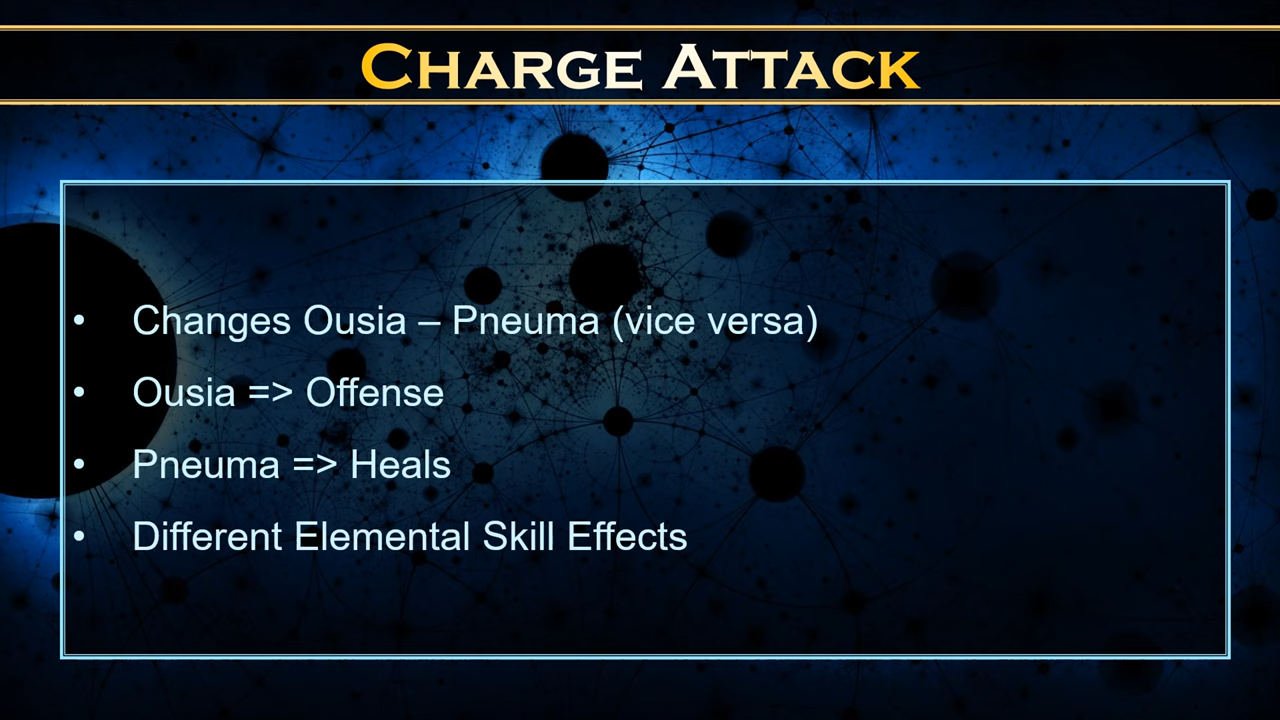 Charge Attack
• Changes Ousia – Pneuma (vice versa)
• Ousia => Offense
• Pneuma => Heals
• Different Elemental Skill Effects